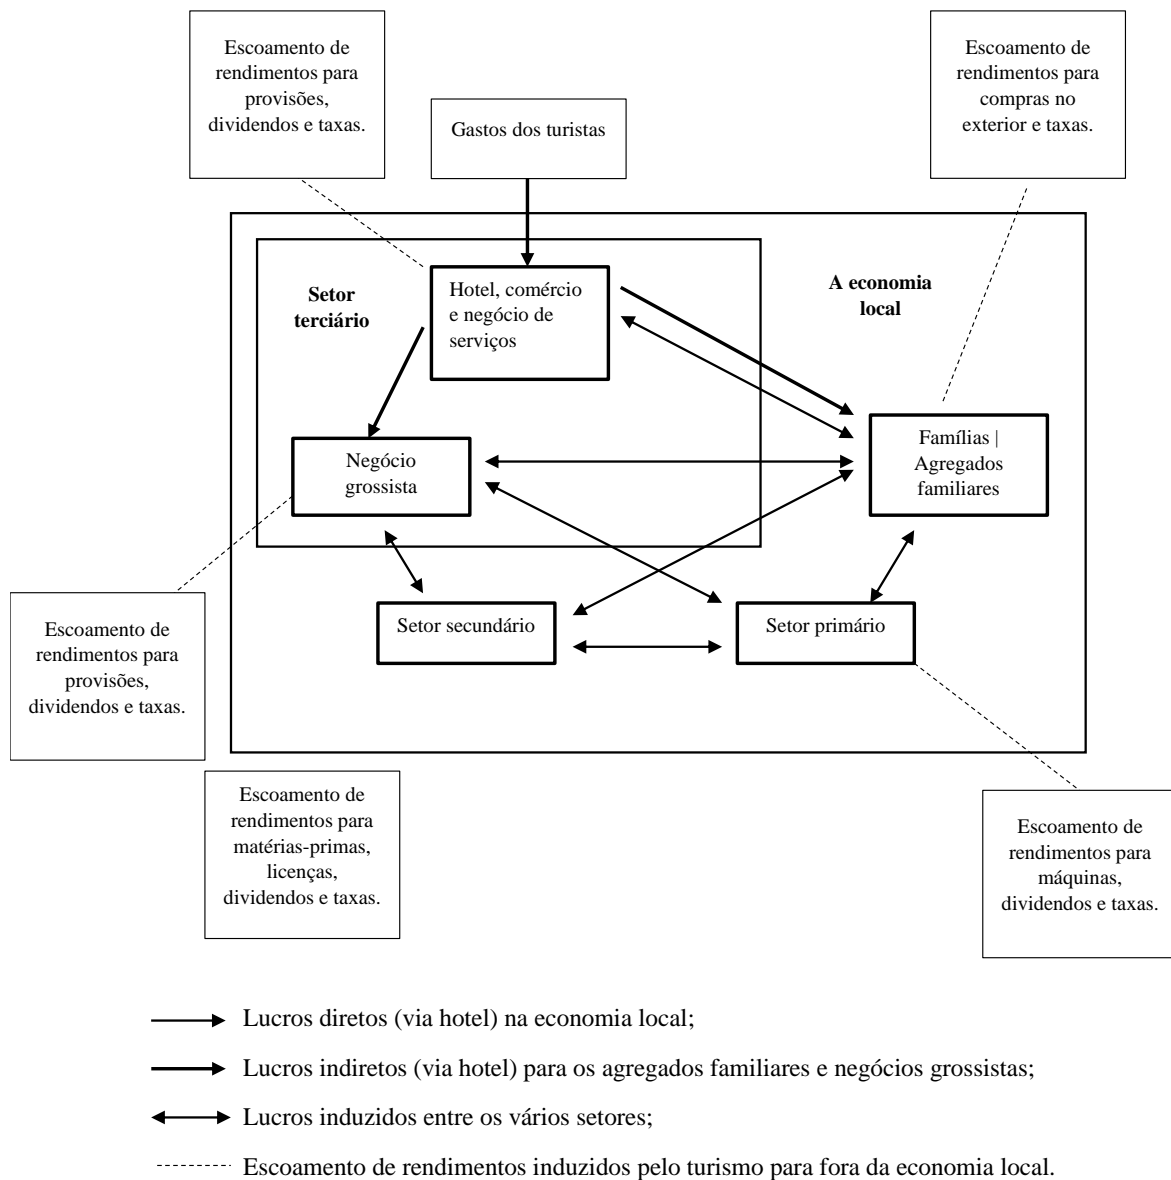 Escoamento de
rendimentos para
provisões,
dividendos e taxas.
Gastos dos turistas
Escoamento de
rendimentos para
compras no
exterior e taxas.
Setor
terciário
Hotel, comércio
e negócio de
serviços
A economia
local
Negócio
grossista
Famílias |
Agregados
familiares
Setor secundário
Setor primário
Escoamento de
rendimentos para
provisões,
dividendos e taxas.
Escoamento de
rendimentos para
matérias-primas,
licenças,
dividendos e taxas.
Escoamento de
rendimentos para
máquinas,
dividendos e taxas.
Lucros diretos (via hotel) na economia local;
Lucros indiretos (via hotel) para os agregados familiares e negócios grossistas;
Lucros induzidos entre os vários setores;
Escoamento de rendimentos induzidos pelo turismo para fora da economia local.